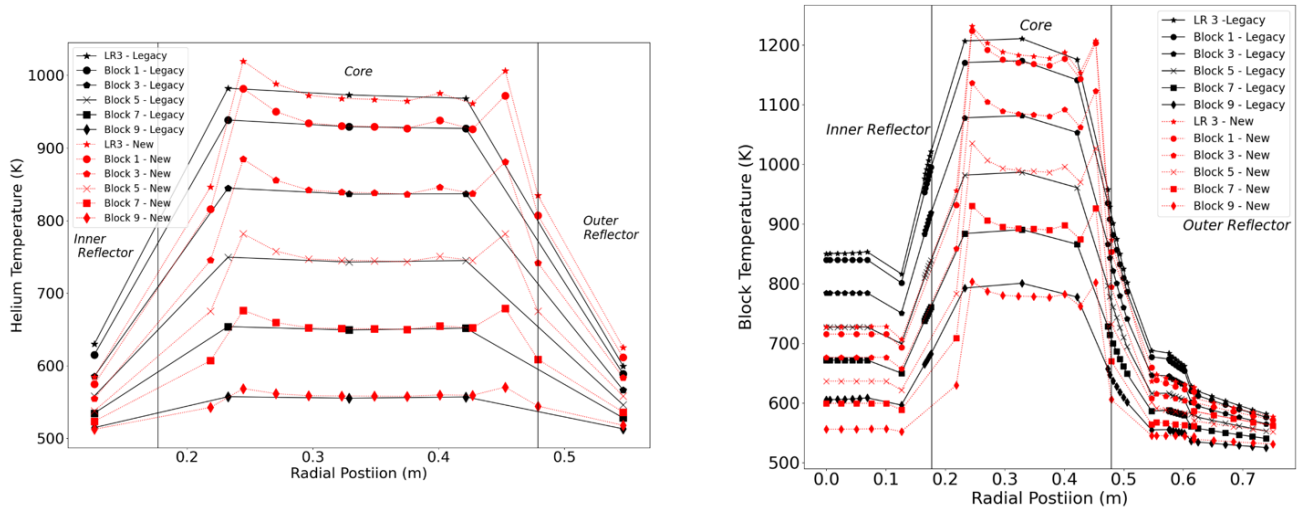 LR3 - Legacy
Block 1 - Legacy
Block 3 - Legacy
Block 5 - Legacy
Block 7 - Legacy
Block 9 - Legacy
LR3 - New
Block 1 - New
Block 3 - New
Block 5 - New
Block 7 - New
Block 9 - New
Core
Inner
Reflector
Outer
Reflector
Helium Temperature (K)
1000
900
800
700
600
500
0.2
0.3
0.4
0.5
Radial Postiion (m)
Core
LR 3 -Legacy
Block 1 - Legacy
Block 3 - Legacy
Block 5 - Legacy
Block 7 - Legacy
Block 9 - Legacy
LR 3 - New
Block 1 - New
Block 3 - New
Block 5 - New
Block 7 - New
Block 9 - New
Inner Reflector
Outer Reflector
Block Temperature (K)
1200
1100
1000
900
800
700
600
500
0.0
0.1
0.2
0.3
0.4
0.5
0.6
0.7
Radial Postiion (m)